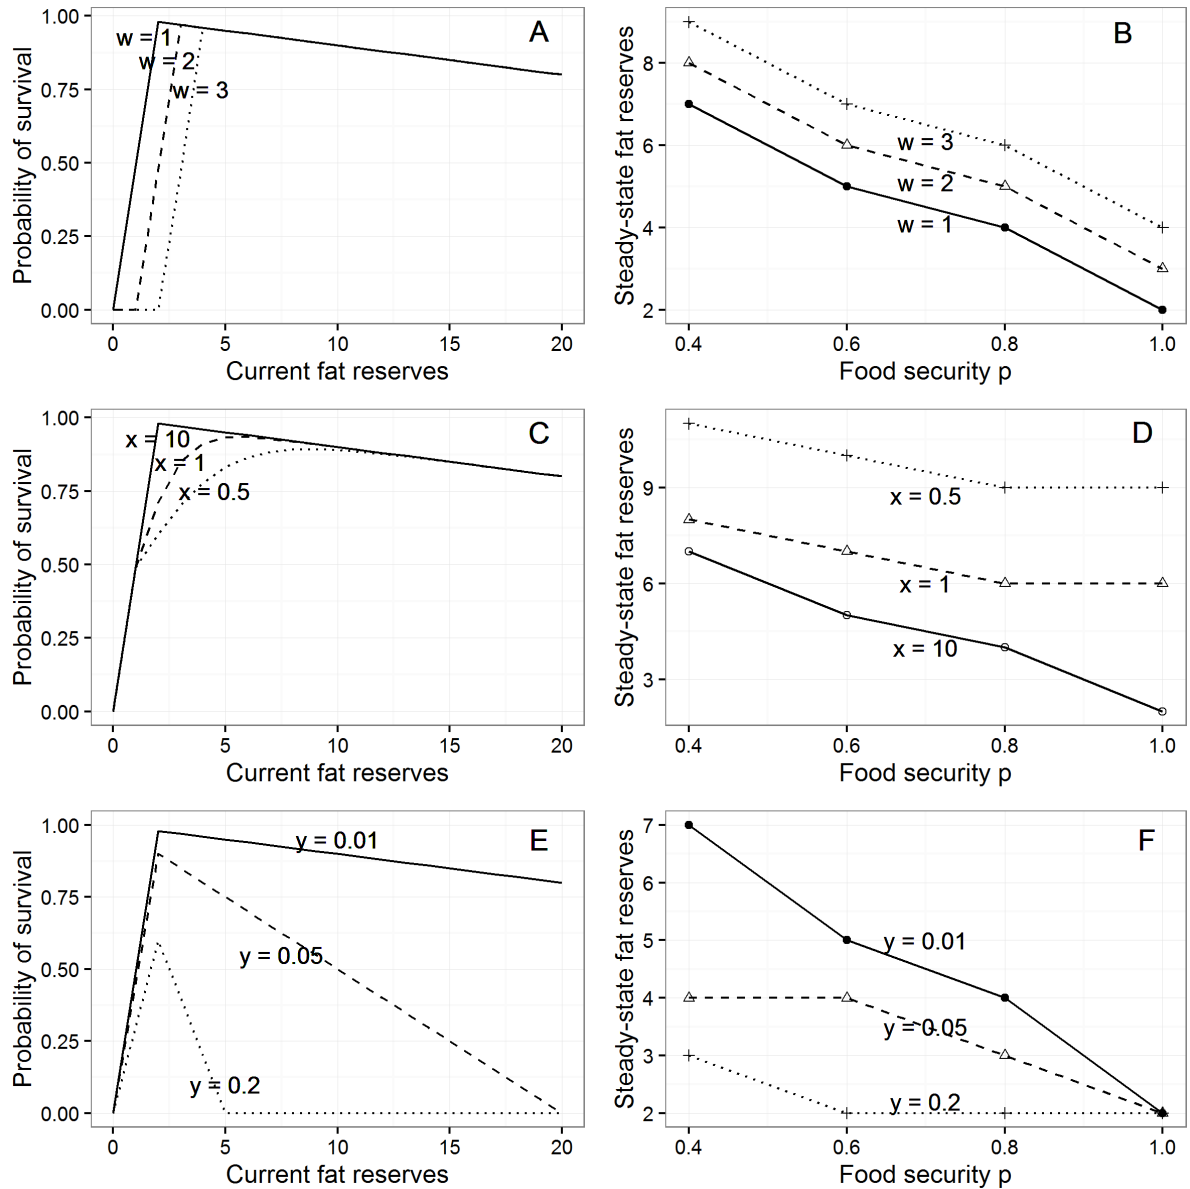 A
w = 1
w = 2
w = 3
Probability of survival
1.00
0.75
0.50
0.25
0.00
0 5 10 15 20
Current fat reserves
B
w = 3
w = 2
w = 1
Steady-state fat reserves
8
6
4
2
0.4 0.6 0.8 1.0
Food security p
C
x = 10
x = 1
x = 0.5
Probability of survival
1.00
0.75
0.50
0.25
0.00
0 5 10 15 20
Current fat reserves
D
x = 0.5
x = 1
x = 10
Steady-state fat reserves
9
6
3
0.4 0.6 0.8 1.0
Food security p
E
y = 0.01
y = 0.05
y = 0.2
Probability of survival
1.00
0.75
0.50
0.25
0.00
0 5 10 15 20
Current fat reserves
F
y = 0.01
y = 0.05
y = 0.2
Steady-state fat reserves
7
6
5
4
3
2
0.4 0.6 0.8 1.0
Food security p